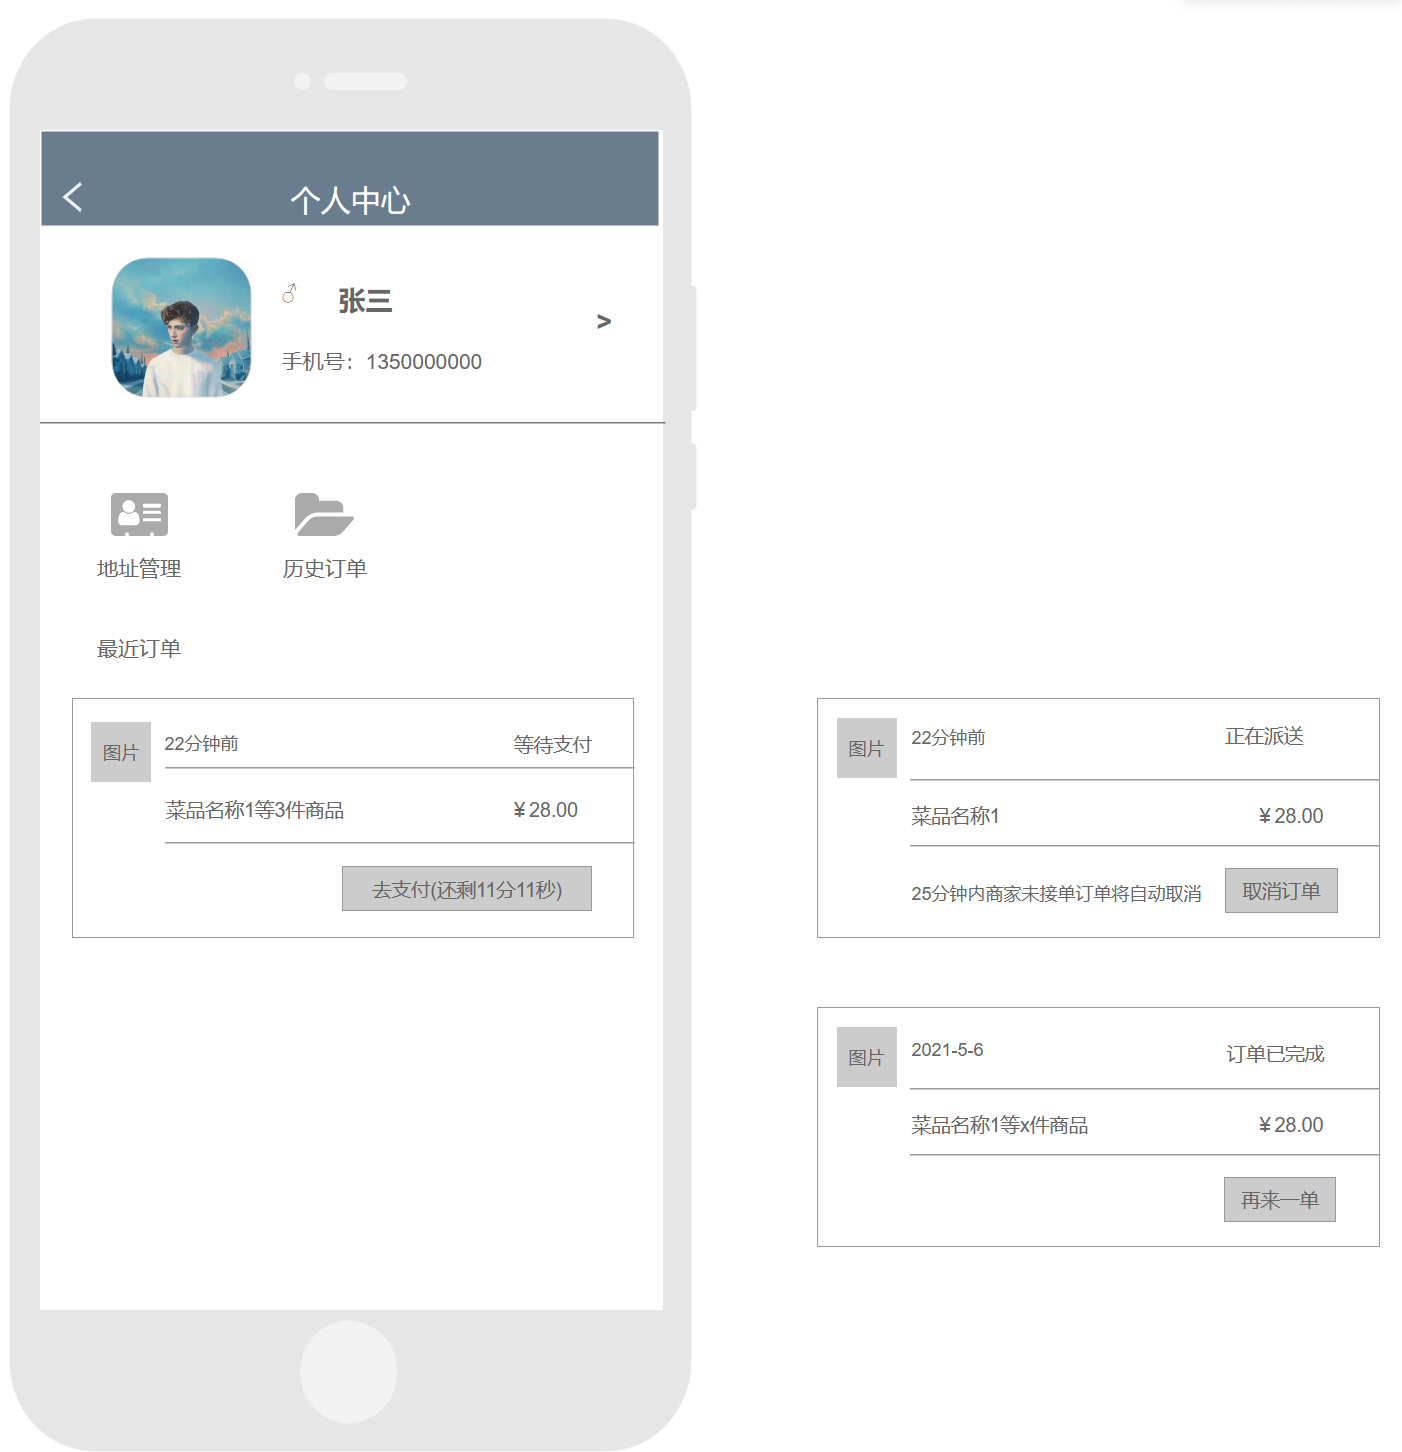 个人中心
♂ 张三
>
手机号：1350000000
地址管理 历史订单
最近订单
图片 22分钟前 等待支付
菜品名称1等3件商品 ¥28.00
去支付(还剩11分11秒)
图片 22分钟前 正在派送
菜品名称1 ¥28.00
25分钟内商家未接单订单将自动取消 取消订单
图片 2021-5-6 订单已完成
菜品名称1等x件商品 ¥28.00
再来一单